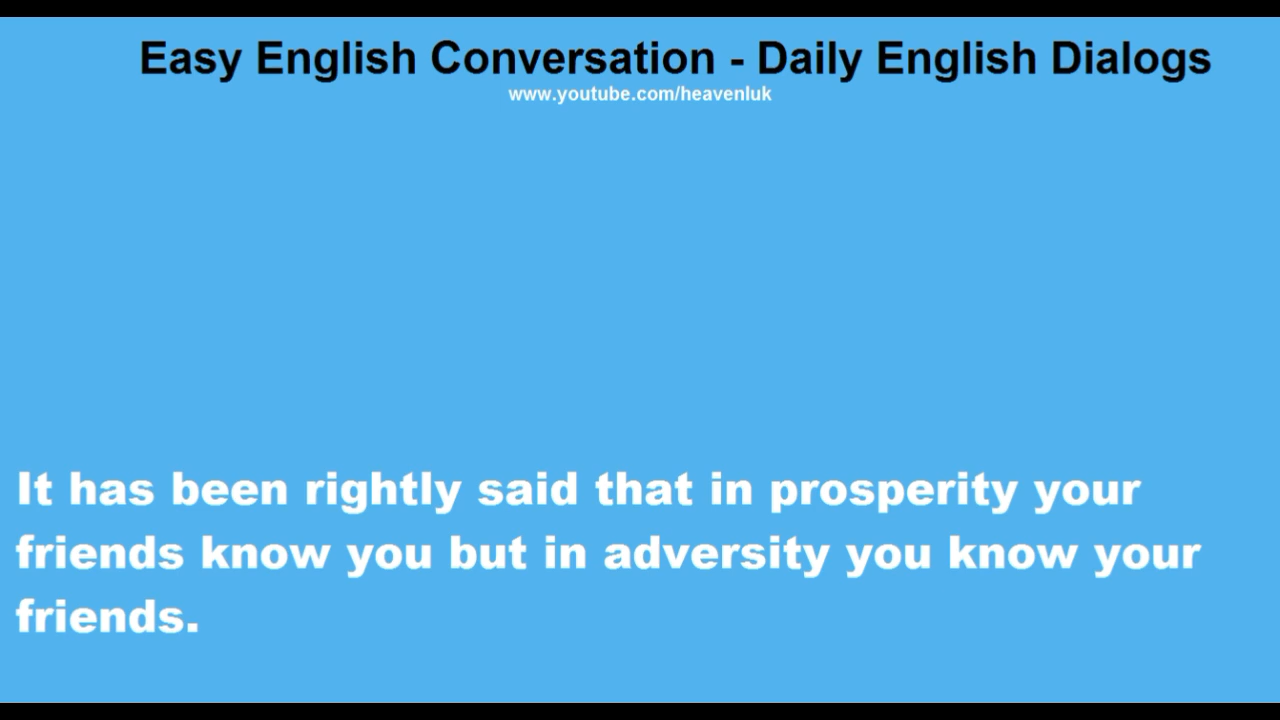 Easy English Conversation - Daily English Dialogs
www.youtube.com/heavenluk
It has been rightly said that in prosperity your
friends know you but in adversity you know your
friends.